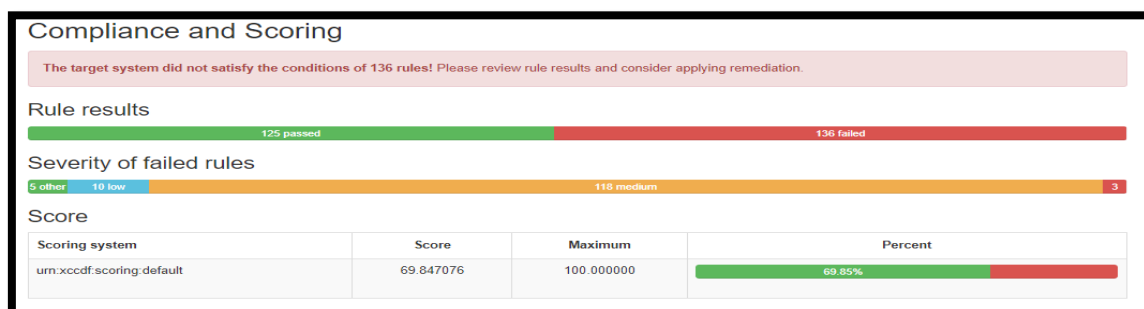 Compliance and Scoring
The target system did not satisfy the conditions of 136 rules! Please review rule results and consider applying remediation.
Rule results
125 passed 136 failed
Severity of failed rules
5 other 10 low 118 medium 3
Score
Scoring system Score Maximum Percent
urn:xccdf:scoring:default 69.847076 100.000000 69.85%